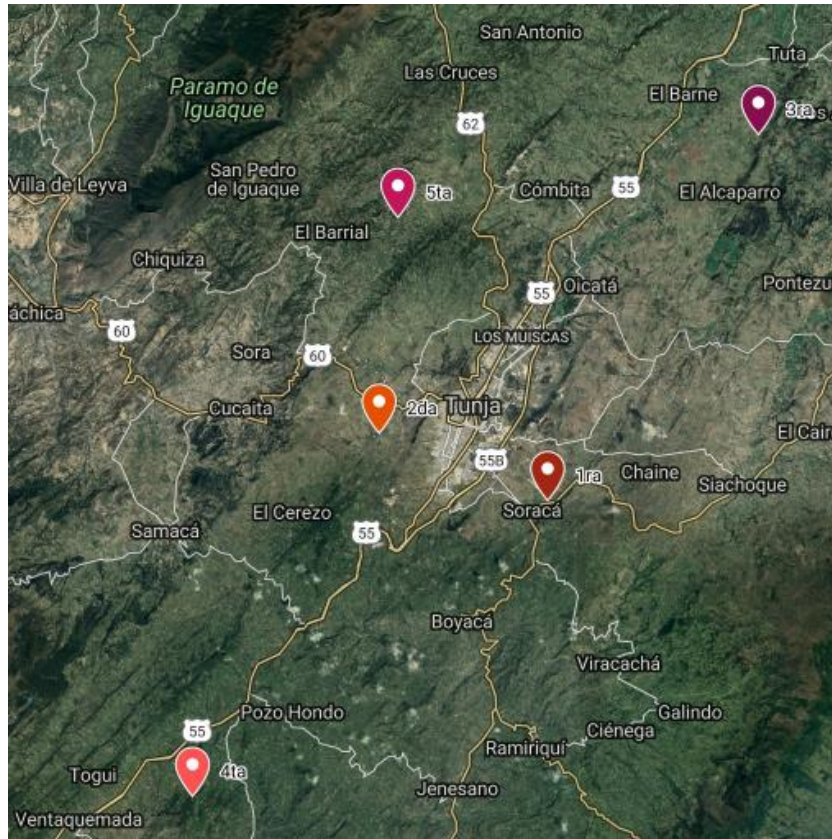 San Antonio
Tuta
Las Cruces
Paramo de
Iguaque
El Barne
3ra
62
San Pedro
de Iguaque
Villa de Leyva
5ta
Cómbita
55
El Alcaparro
El Barrial
Chiquiza
Oicatá
Pontezu
55
áchica
60
LOS MUISCAS
Sora
60
Cucaita
2da
Tunja
El Cair
55B
1ra
Chaine
Siachoque
El Cerezo
Soracá
Samacá
55
Boyacá
Viracachá
Pozo Hondo
Galindo
55
Ciénega
Ramiriquí
Togui
4ta
Jenesano
Ventaquemada